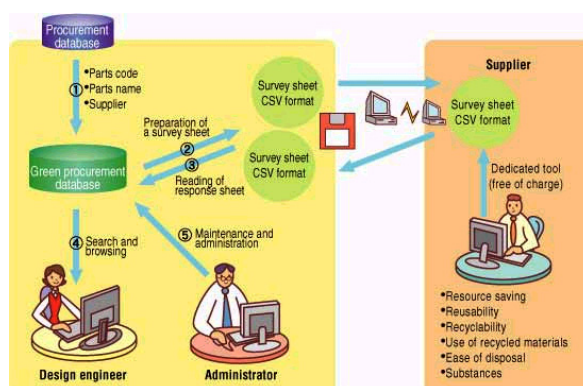 Procurement
database
①
•Parts code
•Parts name
•Supplier
Green procurement
database
Preparation of
a survey sheet
②
③
Reading of
response sheet
Survey sheet
CSV format
Survey sheet
CSV format
④
Search and
browsing
⑤
Maintenance and
administration
Design engineer
Administrator
Supplier
Survey sheet
CSV format
Dedicated tool
(free of charge)
•Resource saving
•Reusability
•Recyclability
•Use of recycled materials
•Ease of disposal
•Substances